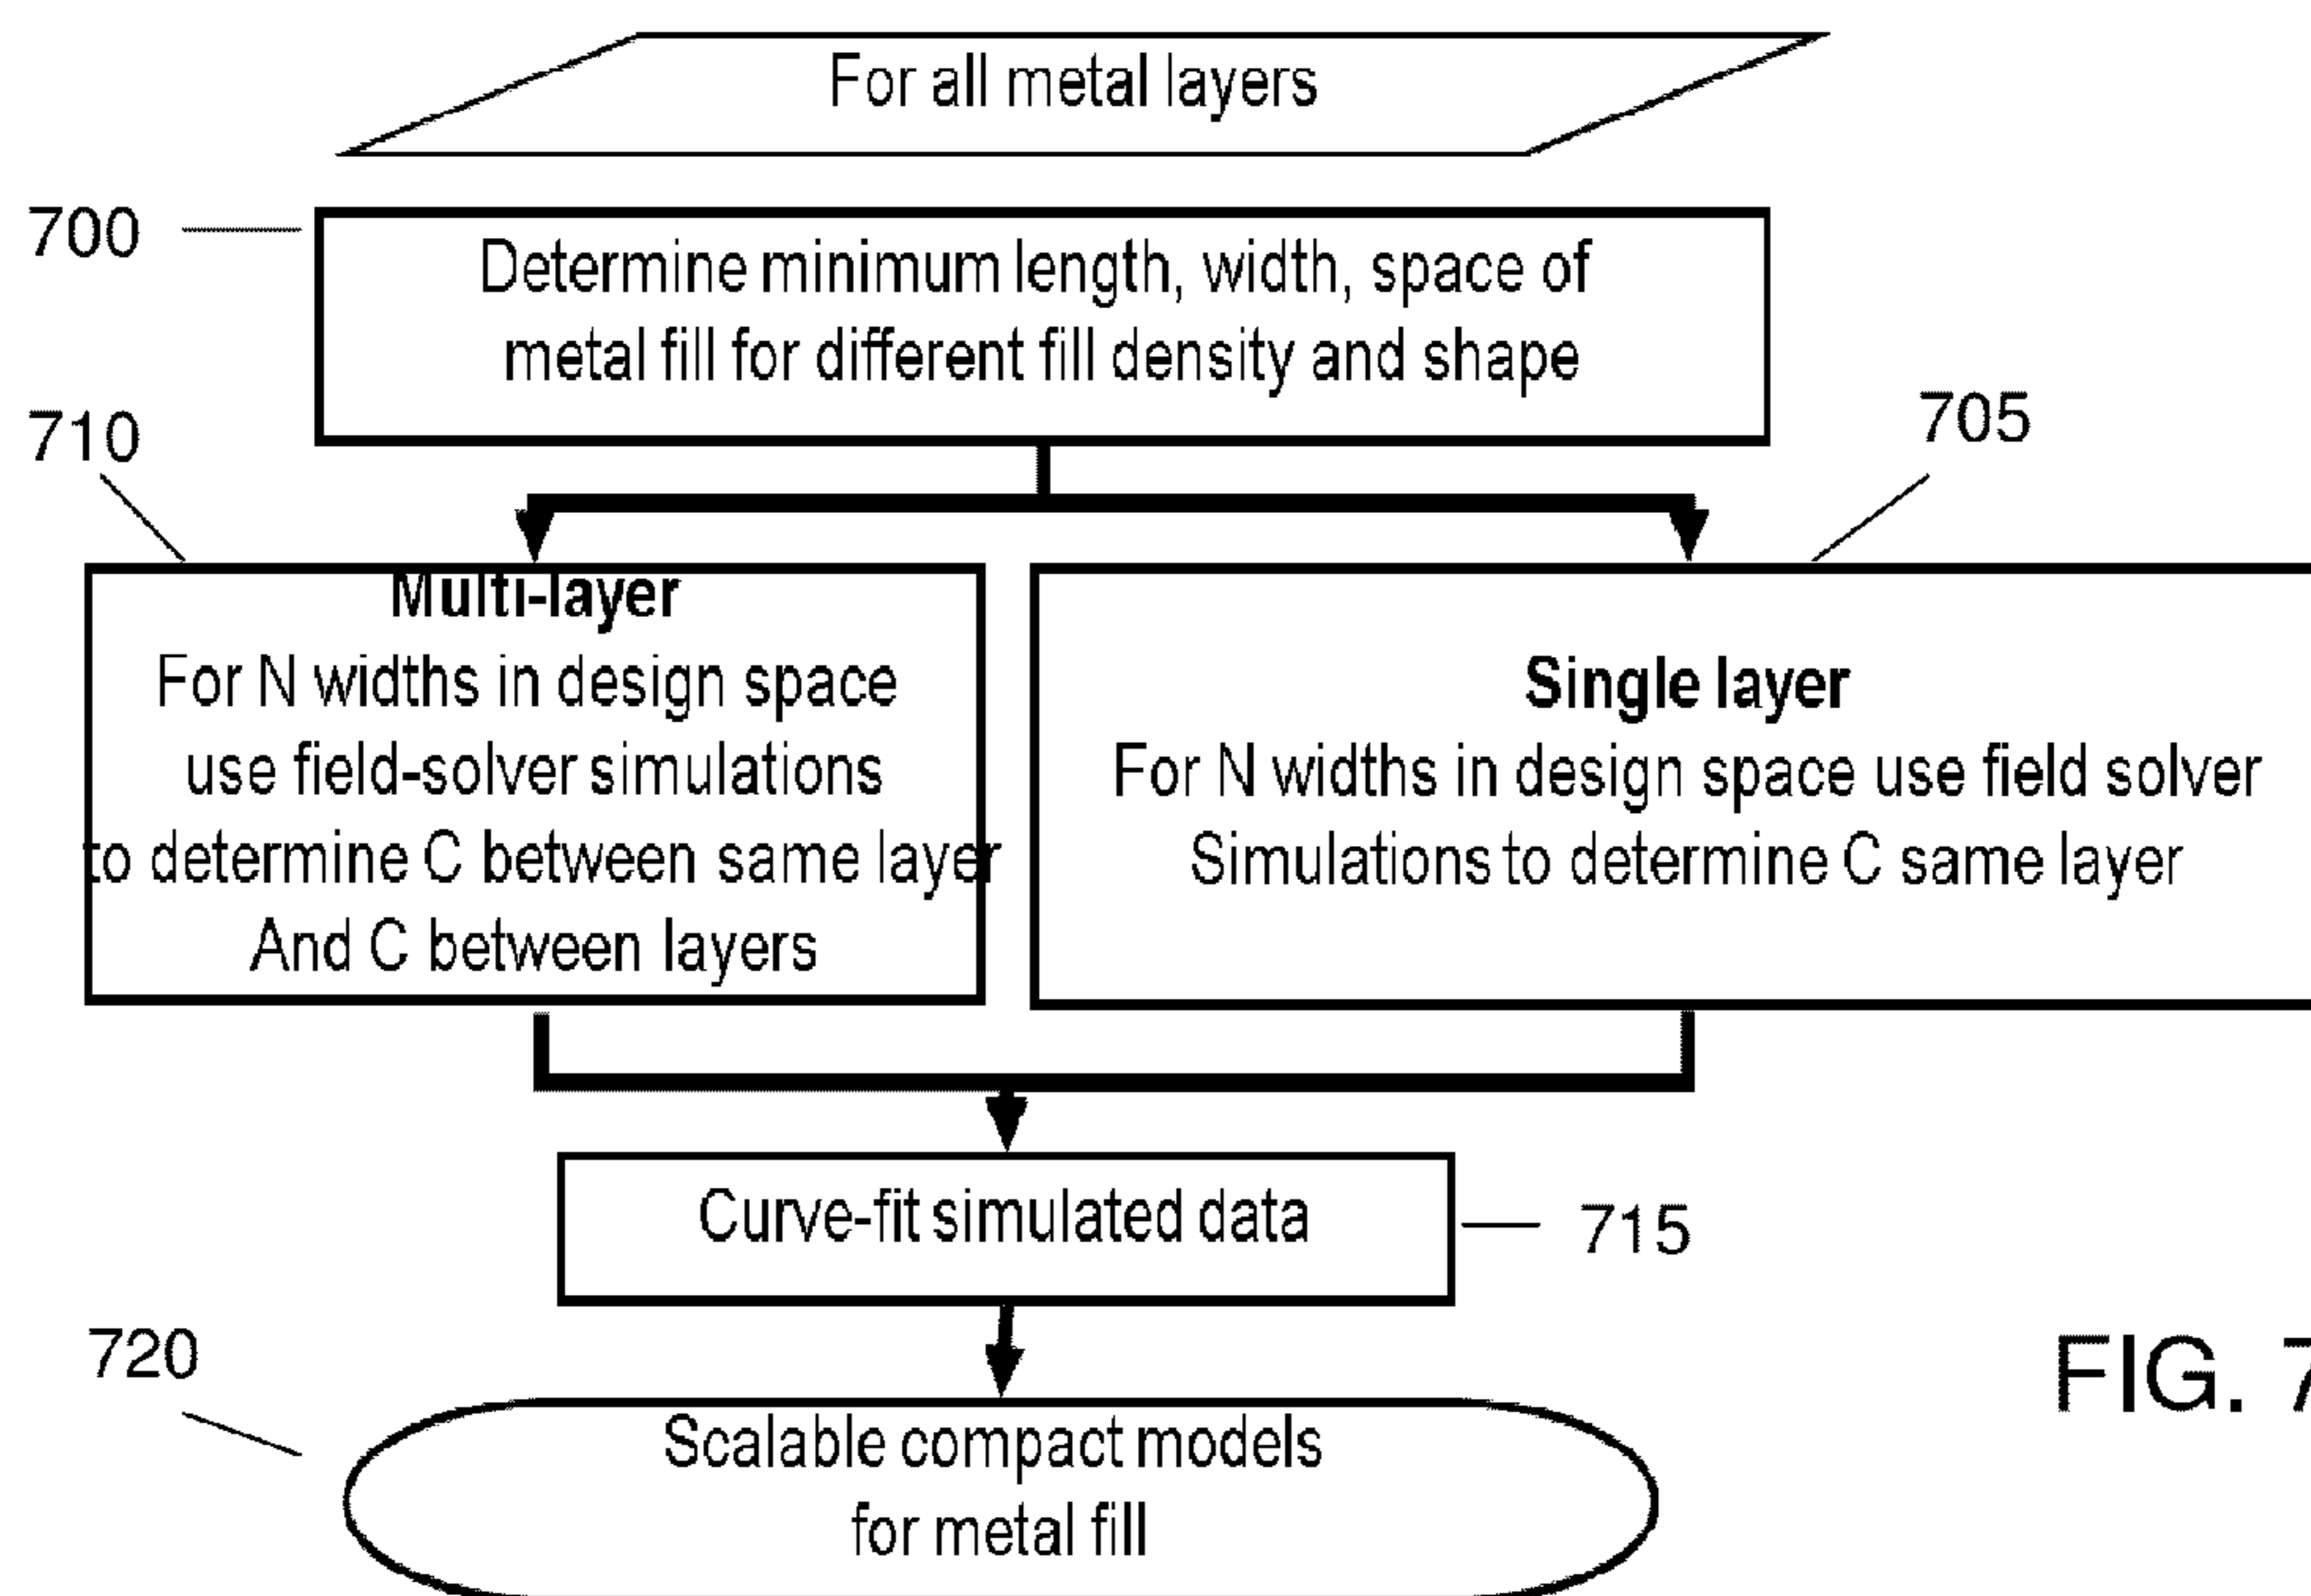 For all metal layers
700
Determine minimum length, width, space of
metal fill for different fill density and shape
710
705
Multi-layer
For N widths in design space
use field-solver simulations
to determine C between same layer
And C between layers
Single layer
For N widths in design space use field solver
Simulations to determine C same layer
Curve-fit simulated data
715
720
Scalable compact models
for metal fill
FIG. 7